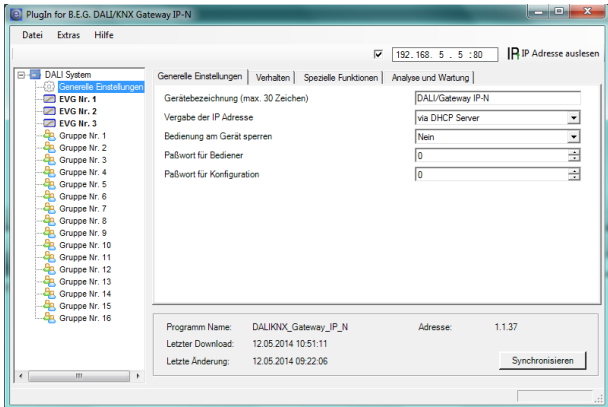 PlugIn for B.E.G. DALI/KNX Gateway IP-N
Datei Extras Hilfe
192.168. 5 . 5 :80 IP Adresse auslesen
DALI System
Generelle Einstellungen
EVG Nr. 1
EVG Nr. 2
EVG Nr. 3
Gruppe Nr. 1
Gruppe Nr. 2
Gruppe Nr. 3
Gruppe Nr. 4
Gruppe Nr. 5
Gruppe Nr. 6
Gruppe Nr. 7
Gruppe Nr. 8
Gruppe Nr. 9
Gruppe Nr. 10
Gruppe Nr. 11
Gruppe Nr. 12
Gruppe Nr. 13
Gruppe Nr. 14
Gruppe Nr. 15
Gruppe Nr. 16
Generelle Einstellungen Verhalten Spezielle Funktionen Analyse und Wartung
Gerätebezeichnung (max. 30 Zeichen) DALI/Gateway IP-N
Vergabe der IP Adresse via DHCP Server
Bedienung am Gerät sperren Nein
Paßwort für Bediener 0
Paßwort für Konfiguration 0
Programm Name: DALIKNX_Gateway_IP_N Adresse: 1.1.37
Letzter Download: 12.05.2014 10:51:11
Letzte Änderung: 12.05.2014 09:22:06
Synchronisieren